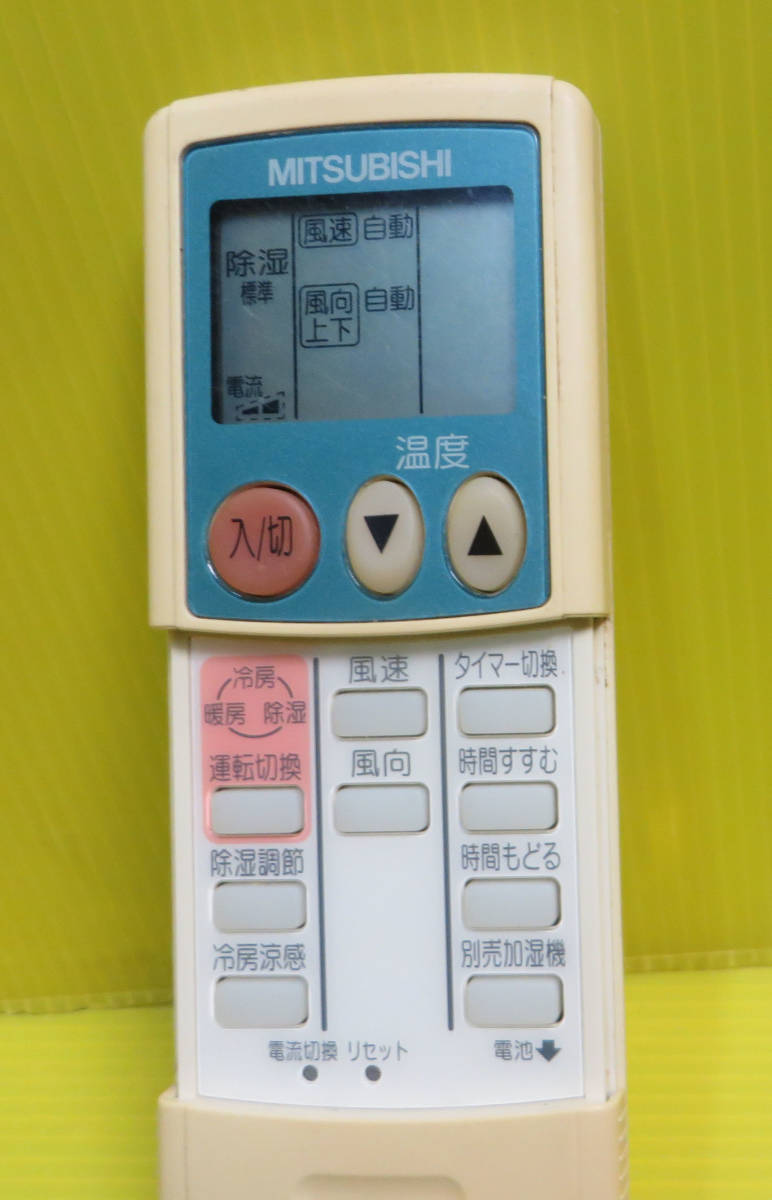 MITSUBISHI
風速 自動
除湿
標準
風向 自動
上下
電流
温度
入/切
▼
▲
冷房
暖房 除湿
運転切換
風速
タイマー切換
風向
時間すすむ
除湿調節
時間もどる
冷房涼感
別売加湿機
電流切換 リセット 電池